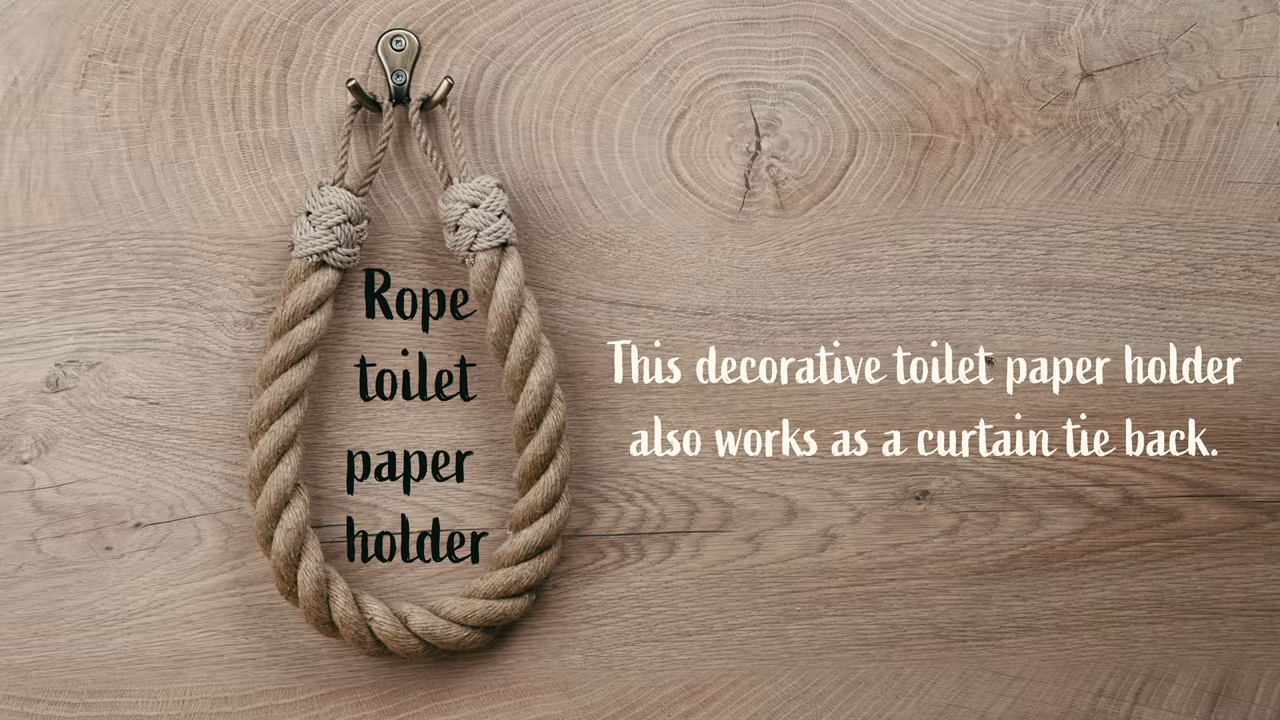 Rope
toilet
paper
holder
This decorative toilet paper holder
also works as a curtain tie back.